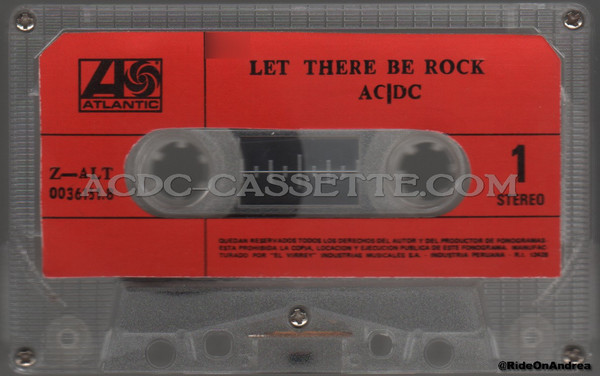 LET THERE BE ROCK
AC|DC
ATLANTIC
Z—ALT
1
STEREO
ACDC-CASSETTE.COM
QUEDAN RESERVADOS TODOS LOS DERECHOS DEL AUTOR Y DEL PRODUCTOR DE FONOGRAMAS
ESTA PROHIBIDA LA COPIA, LOCACION Y EJECUCION PUBLICA DE ESTE FONOGRAMA. MANUFAC
TURADO POR "EL VIRREY" INDUSTRIAS MUSICALES S.A. - INDUSTRIA PERUANA - R.I.
@RideOnAndrea